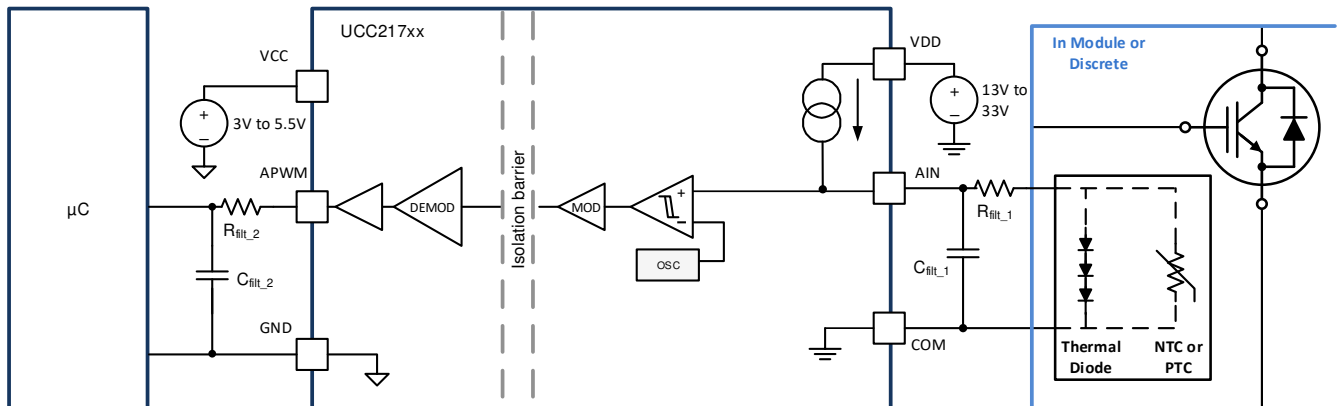 UCC217xx
VCC
VDD
In Module or
Discrete
+
−
3V to 5.5V
+
−
13V to
33V
APWM
AIN
µC
DEMOD
Isolation barrier
MOD
+
−
Rfilt_2
Rfilt_1
OSC
Cfilt_2
Cfilt_1
GND
COM
Thermal
Diode
NTC or
PTC